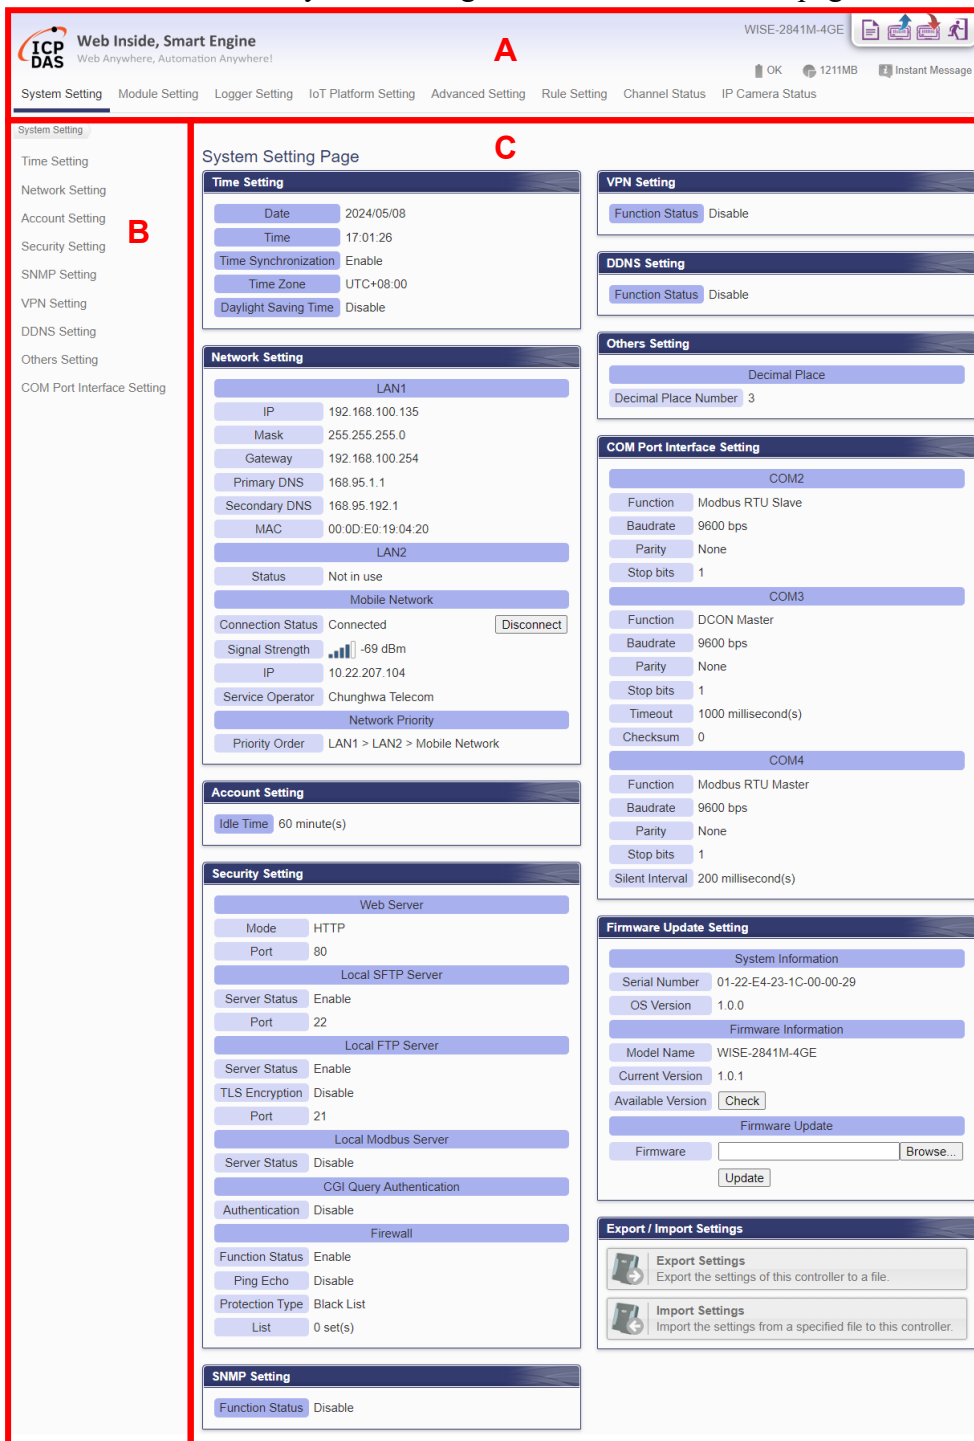 WISE-2841M-4GE
ICP
DAS
Web Inside, Smart Engine
Web Anywhere, Automation Anywhere!
A
OK 1211MB Instant Message
System Setting Module Setting Logger Setting IoT Platform Setting Advanced Setting Rule Setting Channel Status IP Camera Status
System Setting
Time Setting
Network Setting
Account Setting
Security Setting
SNMP Setting
VPN Setting
DDNS Setting
Others Setting
COM Port Interface Setting
B
C
System Setting Page
Time Setting
Date 2024/05/08
Time 17:01:26
Time Synchronization Enable
Time Zone UTC+08:00
Daylight Saving Time Disable
Network Setting
LAN1
IP 192.168.100.135
Mask 255.255.255.0
Gateway 192.168.100.254
Primary DNS 168.95.1.1
Secondary DNS 168.95.192.1
MAC 00:0D:E0:19:04:20
LAN2
Status Not in use
Mobile Network
Connection Status Connected Disconnect
Signal Strength -69 dBm
IP 10.22.207.104
Service Operator Chunghwa Telecom
Network Priority
Priority Order LAN1 > LAN2 > Mobile Network
Account Setting
Idle Time 60 minute(s)
Security Setting
Web Server
Mode HTTP
Port 80
Local SFTP Server
Server Status Enable
Port 22
Local FTP Server
Server Status Enable
TLS Encryption Disable
Port 21
Local Modbus Server
Server Status Disable
CGI Query Authentication
Authentication Disable
Firewall
Function Status Enable
Ping Echo Disable
Protection Type Black List
List 0 set(s)
SNMP Setting
Function Status Disable
VPN Setting
Function Status Disable
DDNS Setting
Function Status Disable
Others Setting
Decimal Place
Decimal Place Number 3
COM Port Interface Setting
COM2
Function Modbus RTU Slave
Baudrate 9600 bps
Parity None
Stop bits 1
COM3
Function DCON Master
Baudrate 9600 bps
Parity None
Stop bits 1
Timeout 1000 millisecond(s)
Checksum 0
COM4
Function Modbus RTU Master
Baudrate 9600 bps
Parity None
Stop bits 1
Silent Interval 200 millisecond(s)
Firmware Update Setting
System Information
Serial Number 01-22-E4-23-1C-00-00-29
OS Version 1.0.0
Firmware Information
Model Name WISE-2841M-4GE
Current Version 1.0.1
Available Version Check
Firmware Update
Firmware Browse...
Update
Export / Import Settings
Export Settings
Export the settings of this controller to a file.
Import Settings
Import the settings from a specified file to this controller.